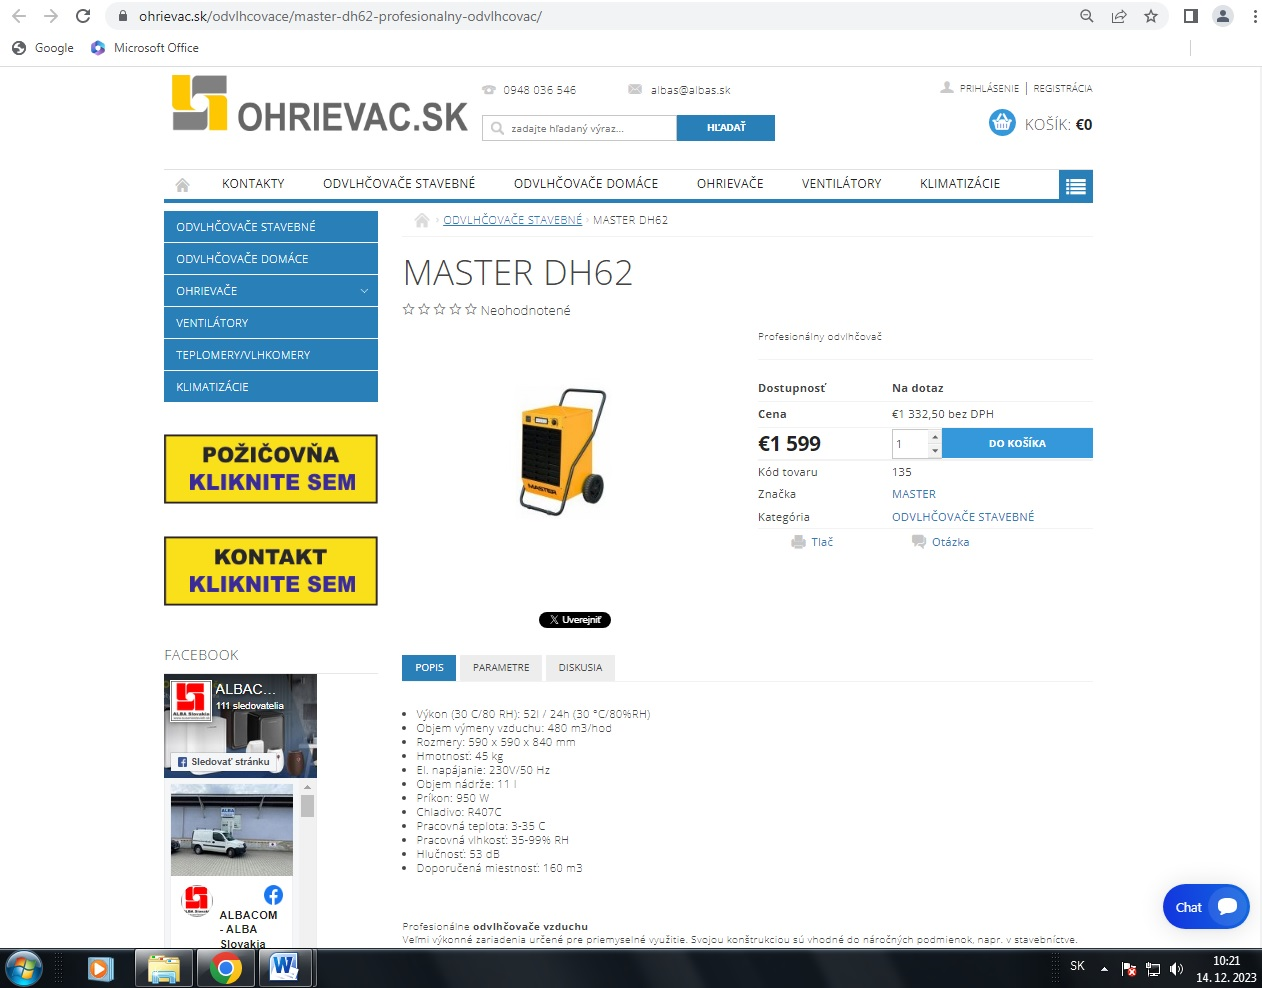 ohrievac.sk/odvlhcovace/master-dh62-profesionalny-odvlhcovac/
Google
Microsoft Office
OHRIEVAC.SK
0948 036 546
albas@albas.sk
PRIHLÁSENIE | REGISTRÁCIA
zadajte hľadaný výraz...
HĽADAŤ
KOŠÍK: €0
KONTAKTY
ODVLHČOVAČE STAVEBNÉ
ODVLHČOVAČE DOMÁCE
OHRIEVAČE
VENTILÁTORY
KLIMATIZÁCIE
ODVLHČOVAČE STAVEBNÉ
ODVLHČOVAČE DOMÁCE
OHRIEVAČE
VENTILÁTORY
TEPLOMERY/VLHKOMERY
KLIMATIZÁCIE
POŽIČOVŇA
KLIKNITE SEM
KONTAKT
KLIKNITE SEM
FACEBOOK
ALBAC...
111 sledovatelia
ALBA Slovakia
Sledovať stránku
ALBA
ALBACOM
- ALBA
Slovakia
ODVLHČOVAČE STAVEBNÉ › MASTER DH62
MASTER DH62
Neohodnotené
MASTER
Uverejniť
Profesionálny odvlhčovač
Dostupnosť Na dotaz
Cena €1 332,50 bez DPH
€1 599 1 DO KOŠÍKA
Kód tovaru 135
Značka MASTER
Kategória ODVLHČOVAČE STAVEBNÉ
Tlač Otázka
POPIS PARAMETRE DISKUSIA
• Výkon (30 C/80 RH): 52l / 24h (30 °C/80%RH)
• Objem výmeny vzduchu: 480 m3/hod
• Rozmery: 590 x 590 x 840 mm
• Hmotnosť: 45 kg
• El. napájanie: 230V/50 Hz
• Objem nádrže: 11 l
• Príkon: 950 W
• Chladivo: R407C
• Pracovná teplota: 3-35 C
• Pracovná vlhkosť: 35-99% RH
• Hlučnosť: 53 dB
• Doporučená miestnosť: 160 m3
Profesionálne odvlhčovače vzduchu
Veľmi výkonné zariadenia určené pre priemyselné využitie. Svojou konštrukciou sú vhodné do náročných podmienok, napr. v stavebníctve.
Chat
SK
10:21
14. 12. 2023